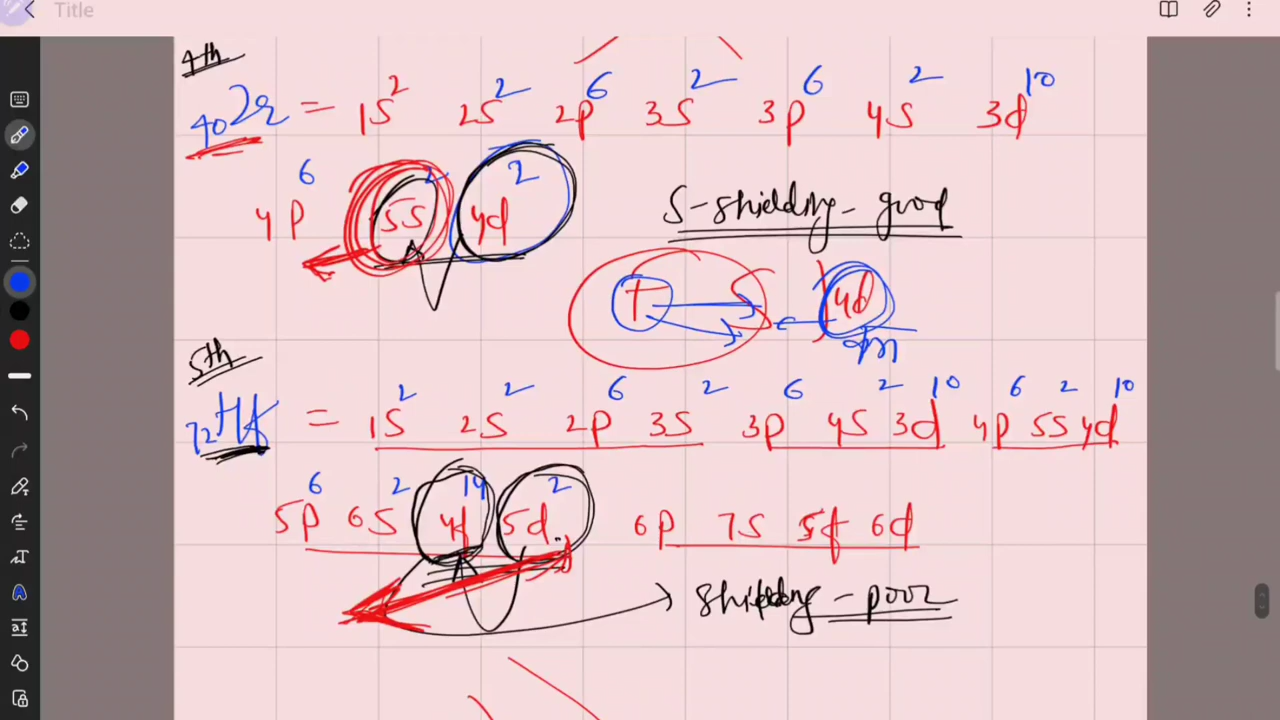 Title
4th
40Zr = 1s² 2s² 2p⁶ 3s² 3p⁶ 4s² 3d¹⁰
4p⁶ 5s² 4d²
S-shielding - good
+ S 4d
5th
72Hf = 1s² 2s² 2p⁶ 3s² 3p⁶ 4s² 3d¹⁰ 4p⁶ 5s² 4d¹⁰
5p⁶ 6s² 4f¹⁴ 5d² 6p 7s 5f 6d
shielding - poor